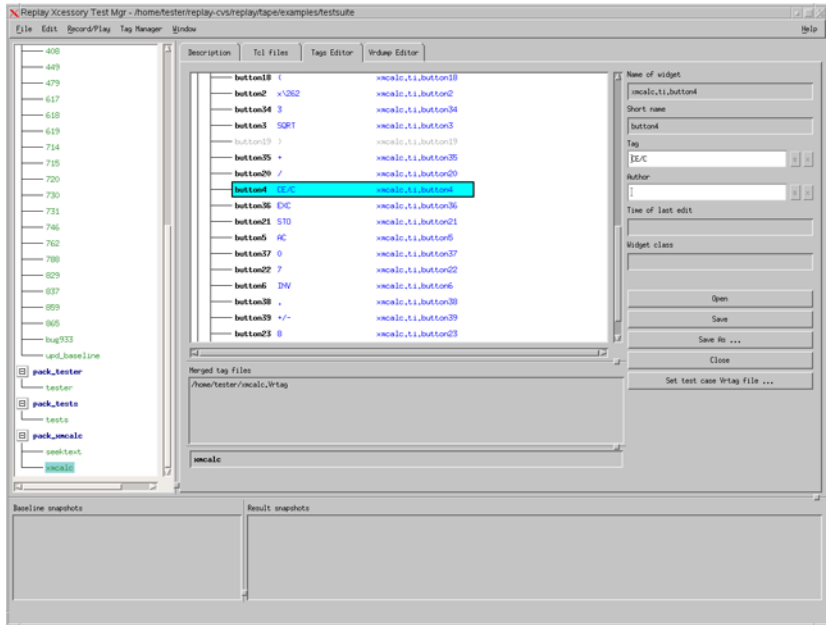 Replay Xcessory Test Mgr - /home/tester/replay-cvs/replay/tape/examples/testsuite
File Edit Record/Play Tag Manager Window Help
408
449
479
617
618
619
714
715
720
730
731
746
762
788
829
837
859
865
bug933
upd_baseline
pack_tester
tester
pack_tests
tests
pack_xmcalc
seektext
xmcalc
Description Tcl files Tags Editor Vrdump Editor
button18 ( xmcalc.ti.button18
button2 x\262 xmcalc.ti.button2
button34 3 xmcalc.ti.button34
button3 SQRT xmcalc.ti.button3
button19 ) xmcalc.ti.button19
button35 + xmcalc.ti.button35
button20 / xmcalc.ti.button20
button4 CE/C xmcalc.ti.button4
button36 EXC xmcalc.ti.button36
button21 STO xmcalc.ti.button21
button5 AC xmcalc.ti.button5
button37 0 xmcalc.ti.button37
button22 7 xmcalc.ti.button22
button6 INV xmcalc.ti.button6
button38 . xmcalc.ti.button38
button39 +/- xmcalc.ti.button39
button23 8 xmcalc.ti.button23
Merged tag files
/home/tester/xmcalc.Vrtag
xmcalc
Name of widget
xmcalc.ti.button4
Short name
button4
Tag
CE/C
Author
Time of last edit
Widget class
Open
Save
Save As ...
Close
Set test case Vrtag file ...
Baseline snapshots
Result snapshots